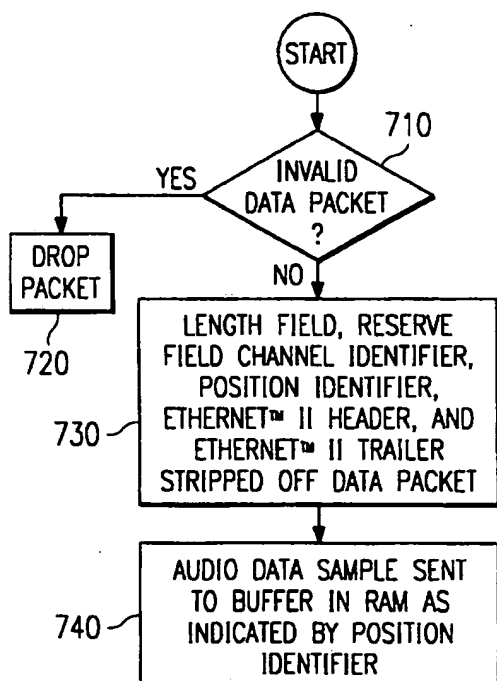 START
710
INVALID
DATA PACKET
?
YES
NO
DROP
PACKET
720
LENGTH FIELD, RESERVE
FIELD CHANNEL IDENTIFIER,
POSITION IDENTIFIER,
ETHERNET™ II HEADER, AND
ETHERNET™ II TRAILER
STRIPPED OFF DATA PACKET
730
AUDIO DATA SAMPLE SENT
TO BUFFER IN RAM AS
INDICATED BY POSITION
IDENTIFIER
740